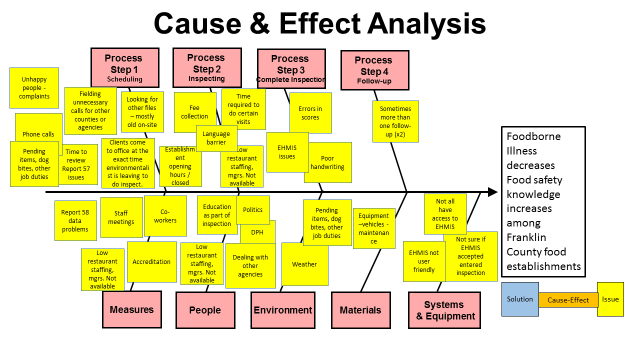 Cause & Effect Analysis
Process
Step 1
Scheduling
Process
Step 2
Inspecting
Process
Step 3
Complete Inspection
Process
Step 4
Follow-up
Unhappy
people -
complaints
Phone calls
Pending
items, dog
bites, other
job duties
Fielding
unnecessary
calls for other
counties or
agencies
Time to
review
Report 57
issues
Looking for
other files
– mostly
old on-site
Clients come
to office at the
exact time
environmentali
st is leaving to
do inspect.
Fee
collection
Language
barrier
Establishm
ent
opening
hours /
closed
Time
required to
do certain
visits
Low
restaurant
staffing,
mgrs. Not
available
Errors in
scores
EHMIS
issues
Poor
handwriting
Sometimes
more than
one follow-
up (x2)
Foodborne
Illness
decreases
Food safety
knowledge
increases
among
Franklin
County food
establishments
Report 58
data
problems
Staff
meetings
Co-
workers
Low
restaurant
staffing,
mgrs. Not
available
Accreditation
Education
as part of
inspection
Low
restaurant
staffing,
mgrs. Not
available
Politics
DPH
Dealing with
other
agencies
Pending
items, dog
bites, other
job duties
Weather
Equipment
–vehicles -
maintenan
ce
Not all
have
access to
EHMIS
EHMIS not
user
friendly
Not sure if
EHMIS
accepted
entered
inspection
Measures
People
Environment
Materials
Systems
& Equipment
Solution
Cause-Effect
Issue